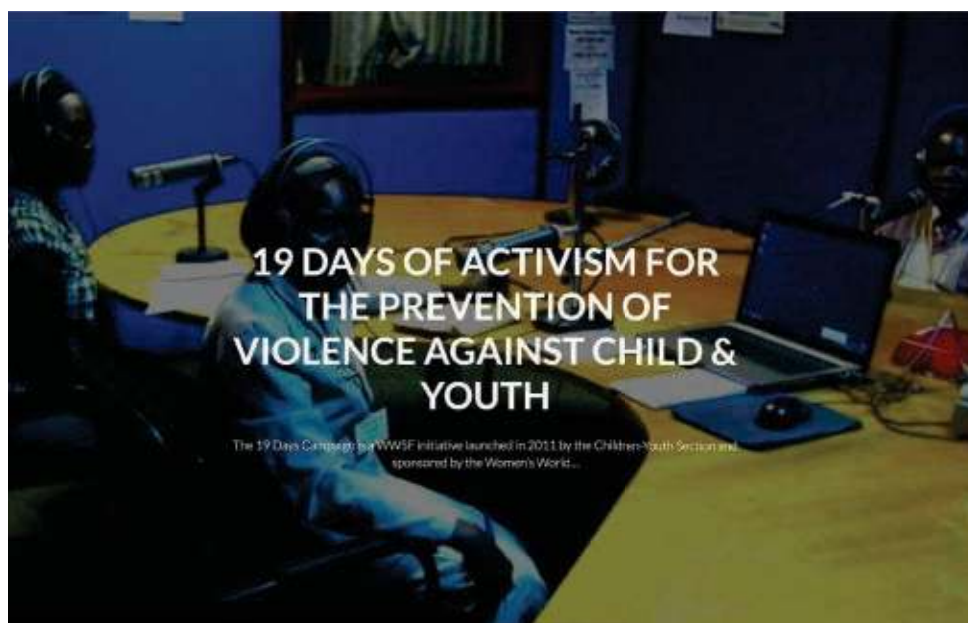 19 DAYS OF ACTIVISM FOR
THE PREVENTION OF
VIOLENCE AGAINST CHILD &
YOUTH
The 19 Days Campaign is a WWSF initiative launched in 2011 by the Children-Youth Section and
sponsored by the Women's World...